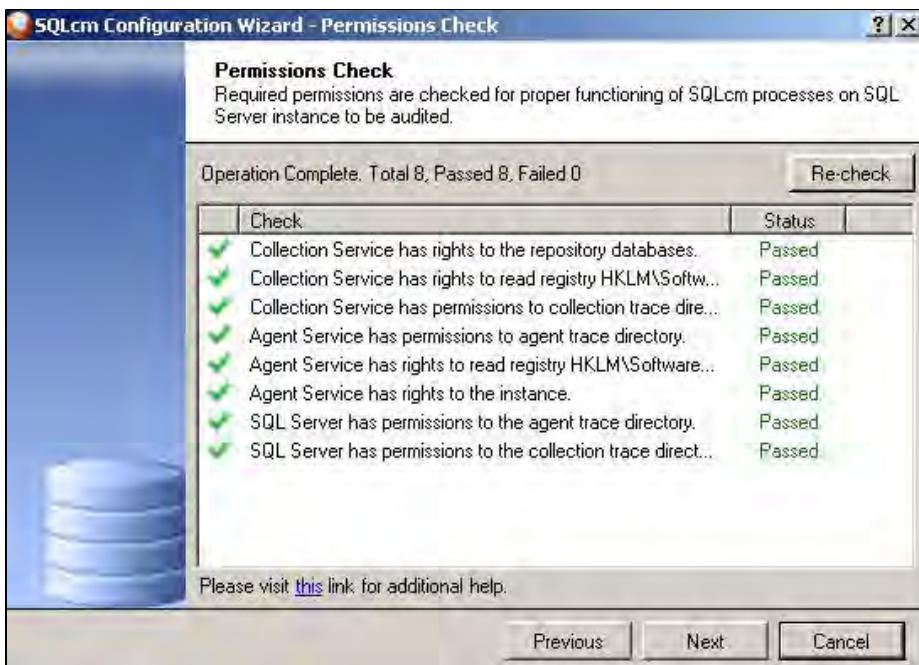 SQLcm Configuration Wizard - Permissions Check
Permissions Check
Required permissions are checked for proper functioning of SQLcm processes on SQL
Server instance to be audited.
Operation Complete. Total 8, Passed 8, Failed 0
Re-check
Check Status
Collection Service has rights to the repository databases. Passed
Collection Service has rights to read registry HKLM\Softw... Passed
Collection Service has permissions to collection trace dire... Passed
Agent Service has permissions to agent trace directory. Passed
Agent Service has rights to read registry HKLM\Software... Passed
Agent Service has rights to the instance. Passed
SQL Server has permissions to the agent trace directory. Passed
SQL Server has permissions to the collection trace direct... Passed
Please visit this link for additional help.
Previous Next Cancel